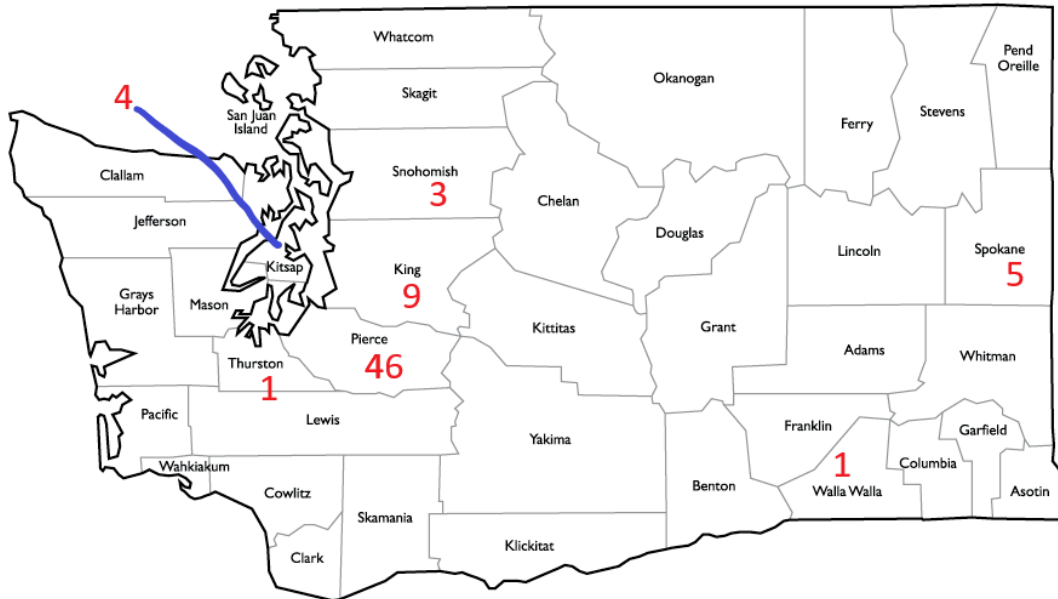 Whatcom
Pend
Oreille
Okanogan
Skagit
4
San Juan
Island
Ferry
Stevens
Snohomish
3
Clallam
Chelan
Jefferson
Douglas
Lincoln
Spokane
5
Kitsap
King
9
Grays
Harbor
Mason
Kittitas
Grant
Pierce
46
Adams
Whitman
Thurston
1
Pacific
Lewis
Yakima
Franklin
Garfield
Wahkiakum
1
Columbia
Cowlitz
Benton
Walla Walla
Asotin
Skamania
Clark
Klickitat